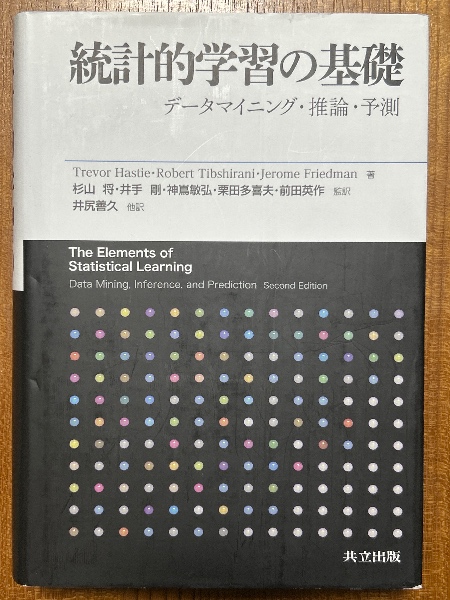 統計的学習の基礎
データマイニング・推論・予測
Trevor Hastie・Robert Tibshirani・Jerome Friedman 著
杉山 将・井手 剛・神嶌敏弘・栗田多喜夫・前田英作 監訳
井尻善久 他訳
The Elements of
Statistical Learning
Data Mining, Inference, and Prediction Second Edition
共立出版